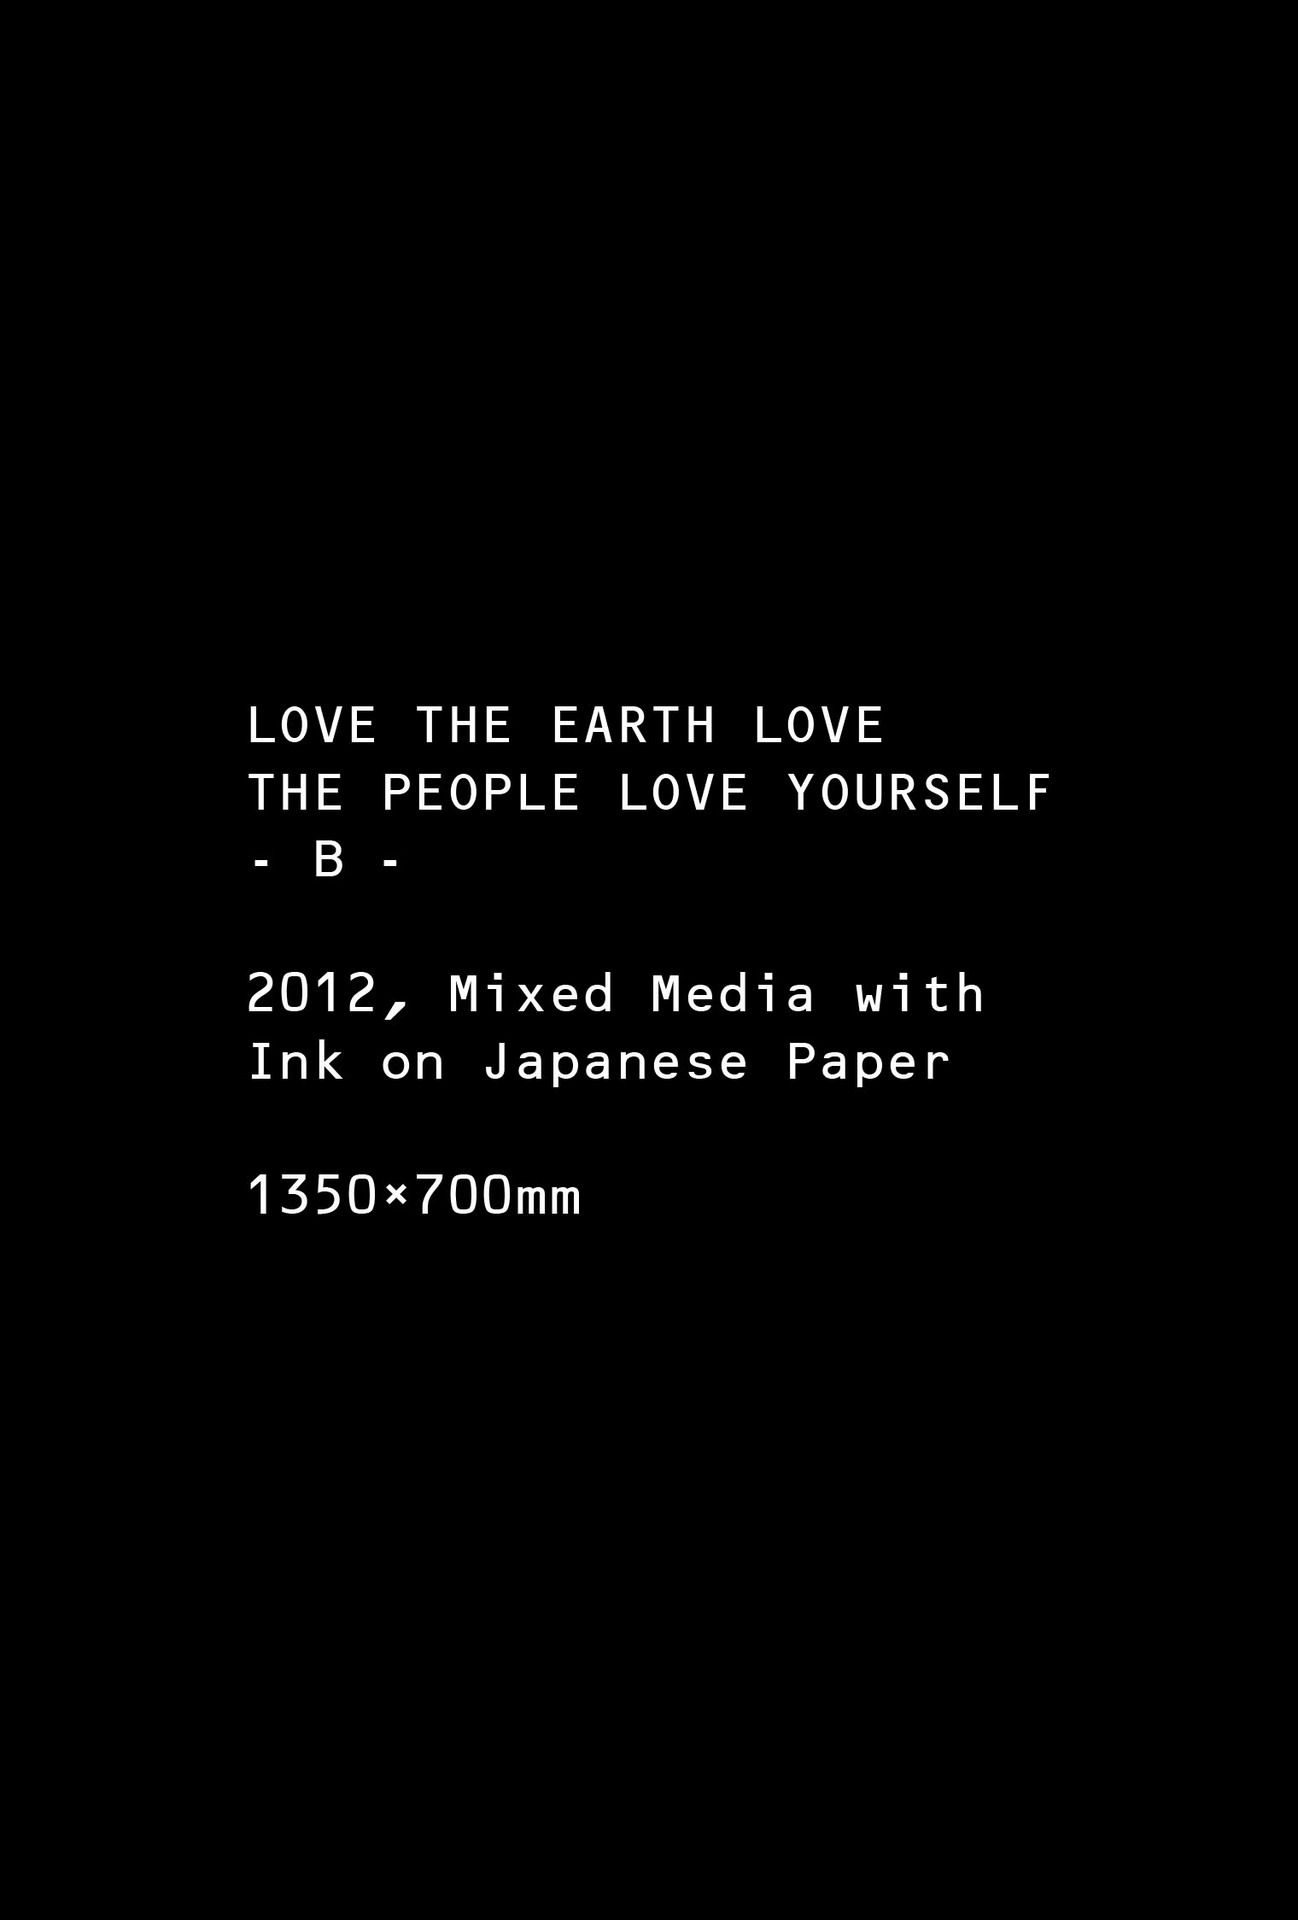 LOVE THE EARTH LOVE
THE PEOPLE LOVE YOURSELF
- B -
2012, Mixed Media with
Ink on Japanese Paper
1350×700mm